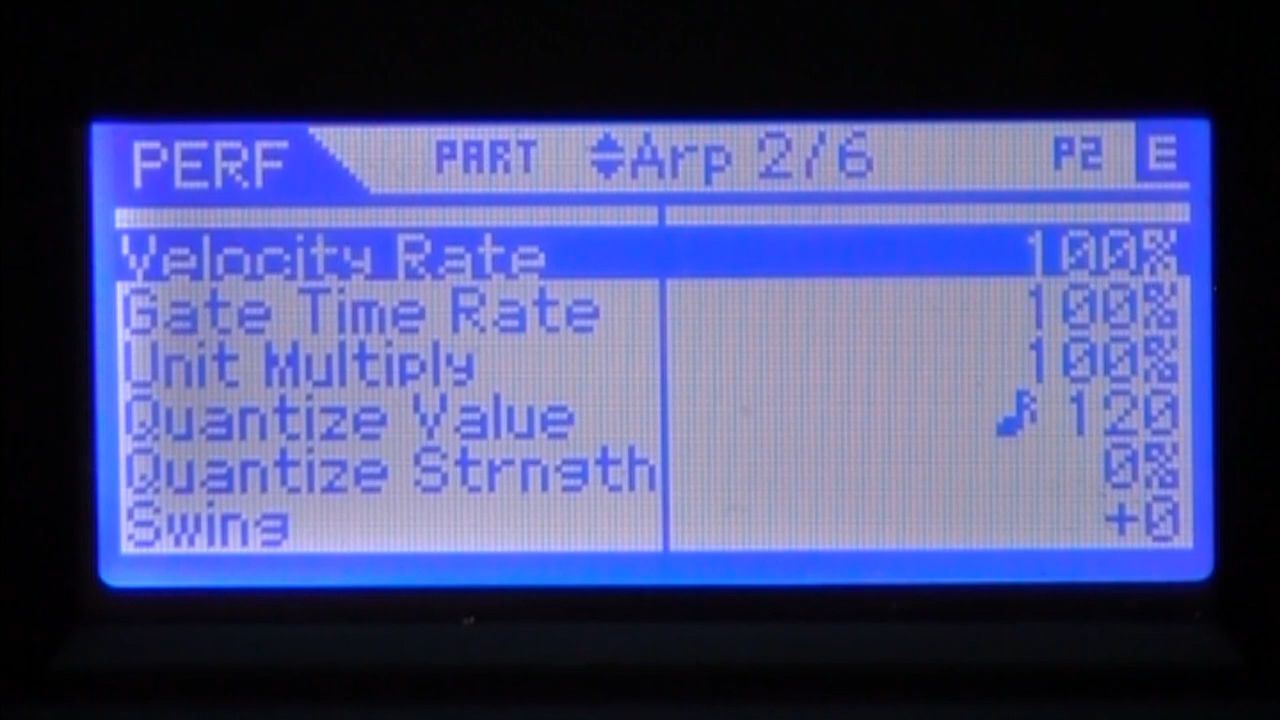 PERF PART Arp 2/6 P2 E
Velocity Rate 100%
Gate Time Rate 100%
Unit Multiply 100%
Quantize Value 120
Quantize Strngth 0%
Swing +0